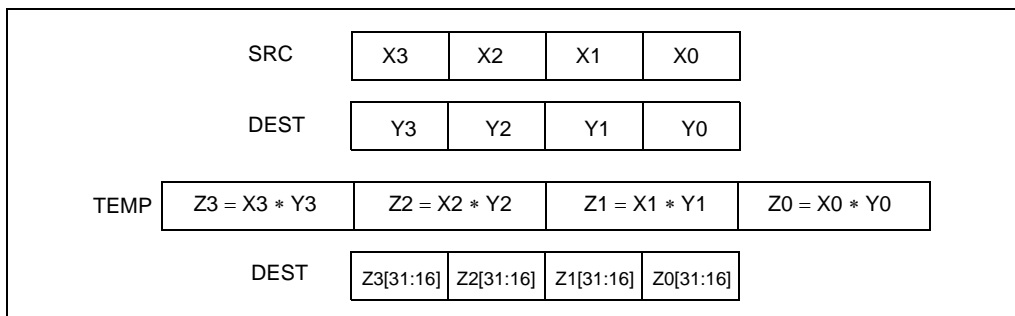 SRC X3 X2 X1 X0
DEST Y3 Y2 Y1 Y0
TEMP Z3 = X3 ∗ Y3 Z2 = X2 ∗ Y2 Z1 = X1 ∗ Y1 Z0 = X0 ∗ Y0
DEST Z3[31:16] Z2[31:16] Z1[31:16] Z0[31:16]